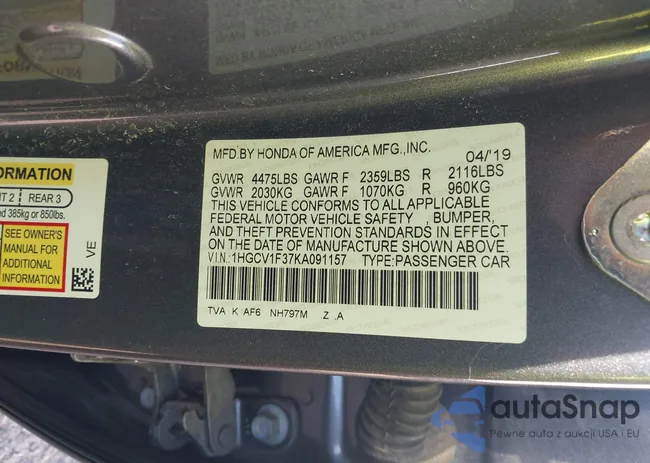 MFD.BY HONDA OF AMERICA MFG.,INC. 04/'19
GVWR 4475LBS GAWR F 2359LBS R 2116LBS
GVWR 2030KG GAWR F 1070KG R 960KG
THIS VEHICLE CONFORMS TO ALL APPLICABLE
FEDERAL MOTOR VEHICLE SAFETY , BUMPER,
AND THEFT PREVENTION STANDARDS IN EFFECT
ON THE DATE OF MANUFACTURE SHOWN ABOVE.
V.I.N.:1HGCV1F37KA091157 TYPE:PASSENGER CAR
TVA K AF6 NH797M .Z .A
2 REAR 3
385kg or 850lbs.
SEE OWNER'S
MANUAL FOR
ADDITIONAL
INFORMATION
VE
autaSnap
Pewne auta z aukcji USA i EU